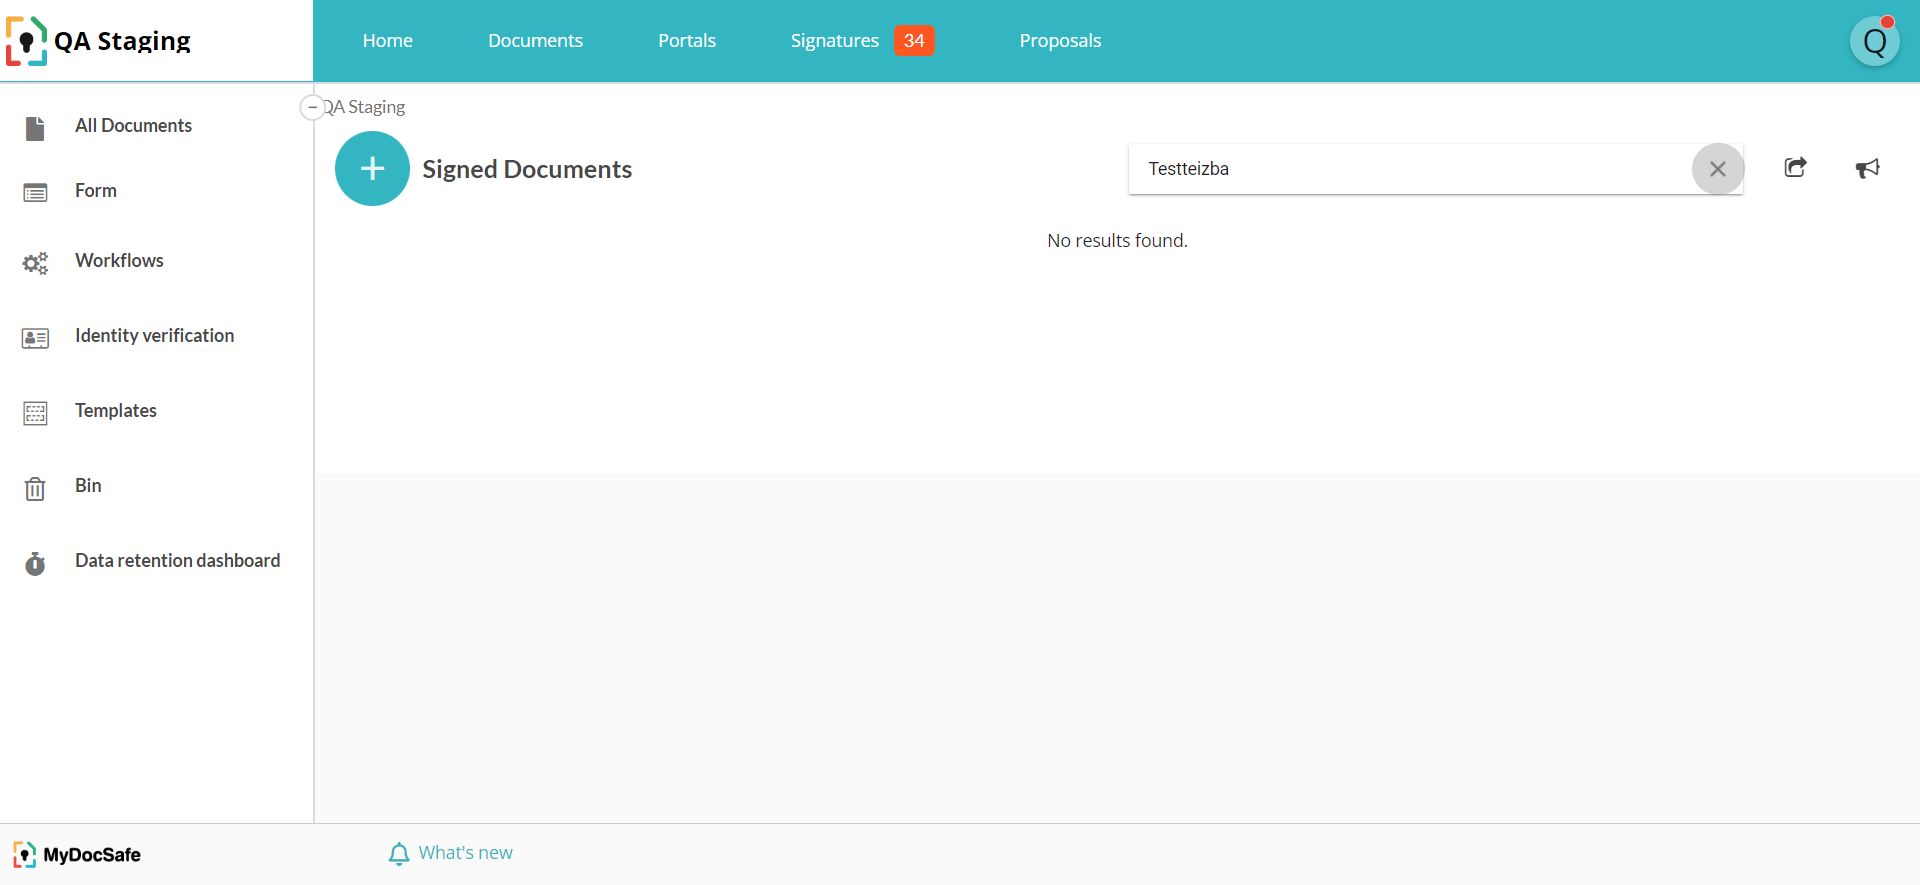 QA Staging
Home
Documents
Portals
Signatures 34
Proposals
Q
All Documents
Form
Workflows
Identity verification
Templates
Bin
Data retention dashboard
QA Staging
+ Signed Documents
Testteizba
No results found.
MyDocSafe
What's new